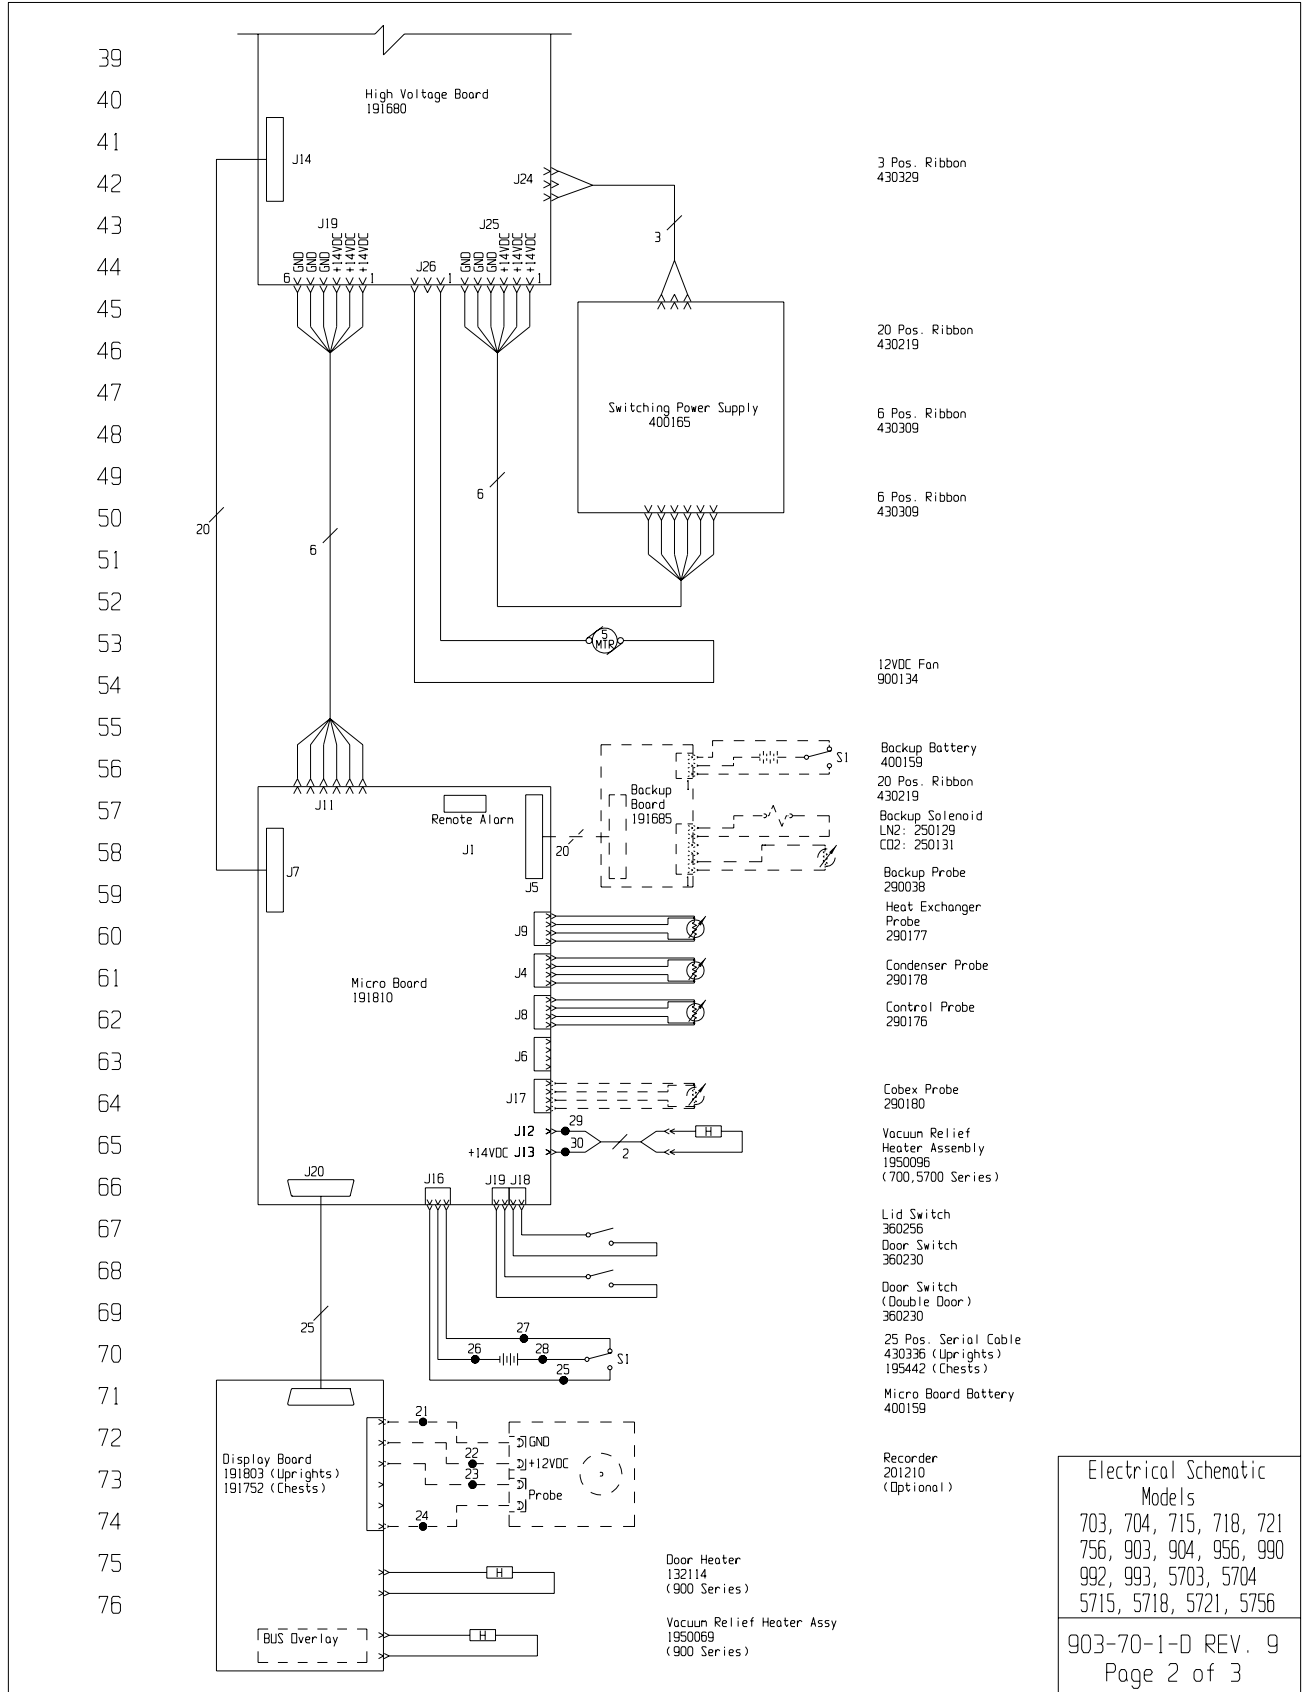 39
40
41
42
43
44
45
46
47
48
49
50
51
52
53
54
55
56
57
58
59
60
61
62
63
64
65
66
67
68
69
70
71
72
73
74
75
76
High Voltage Board
191680
J14
J24
J19
J25
J26
GND
GND
GND
+14VDC
+14VDC
+14VDC
GND
GND
GND
+14VDC
+14VDC
+14VDC
6
1
1
1
3
Switching Power Supply
400165
6
6
20
5
MTR
J11
Remote Alarm
J1
J7
J5
20
Backup
Board
191685
1
1
S1
J9
J4
J8
J6
J17
Micro Board
191810
J12
29
+14VDC J13
30
2
H
J20
J16
J19
J18
25
27
26
28
S1
25
Display Board
191803 (Uprights)
191752 (Chests)
21
22
23
24
GND
+12VDC
Probe
H
BUS Overlay
H
3 Pos. Ribbon
430329
20 Pos. Ribbon
430219
6 Pos. Ribbon
430309
6 Pos. Ribbon
430309
12VDC Fan
900134
Backup Battery
400159
20 Pos. Ribbon
430219
Backup Solenoid
LN2: 250129
CO2: 250131
Backup Probe
290038
Heat Exchanger
Probe
290177
Condenser Probe
290178
Control Probe
290176
Cobex Probe
290180
Vacuum Relief
Heater Assembly
1950096
(700,5700 Series)
Lid Switch
360256
Door Switch
360230
Door Switch
(Double Door)
360230
25 Pos. Serial Cable
430336 (Uprights)
195442 (Chests)
Micro Board Battery
400159
Recorder
201210
(Optional)
Door Heater
132114
(900 Series)
Vacuum Relief Heater Assy
1950069
(900 Series)
Electrical Schematic
Models
703, 704, 715, 718, 721
756, 903, 904, 956, 990
992, 993, 5703, 5704
5715, 5718, 5721, 5756
903-70-1-D REV. 9
Page 2 of 3